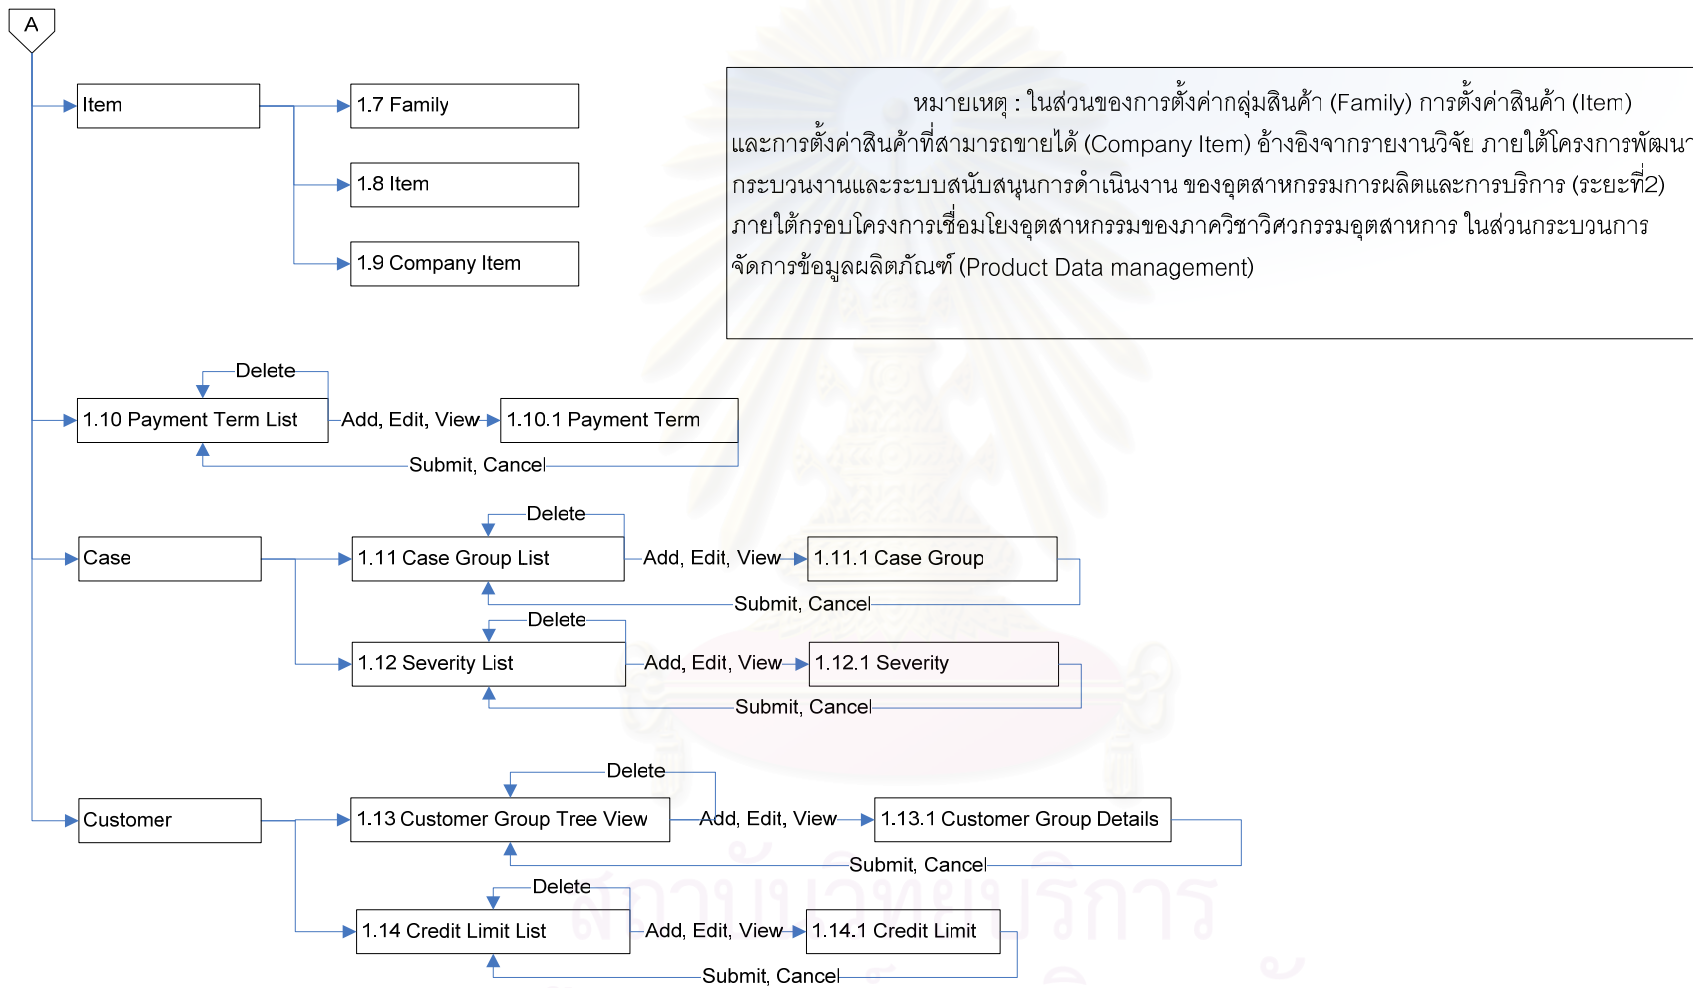 A
Item
1.7 Family
1.8 Item
1.9 Company Item
หมายเหตุ : ในส่วนของการตั้งค่ากลุ่มสินค้า (Family) การตั้งค่าสินค้า (Item)
และการตั้งค่าสินค้าที่สามารถขายได้ (Company Item) อ้างอิงจากรายงานวิจัย ภายใต้โครงการพัฒนา
กระบวนงานและระบบสนับสนุนการดำเนินงาน ของอุตสาหกรรมการผลิตและการบริการ (ระยะที่2)
ภายใต้กรอบโครงการเชื่อมโยงอุตสาหกรรมของภาควิชาวิศวกรรมอุตสาหการ ในส่วนกระบวนการ
จัดการข้อมูลผลิตภัณฑ์ (Product Data management)
Delete
1.10 Payment Term List
Add, Edit, View
1.10.1 Payment Term
Submit, Cancel
Delete
Case
1.11 Case Group List
Add, Edit, View
1.11.1 Case Group
Submit, Cancel
Delete
1.12 Severity List
Add, Edit, View
1.12.1 Severity
Submit, Cancel
Delete
Customer
1.13 Customer Group Tree View
Add, Edit, View
1.13.1 Customer Group Details
Submit, Cancel
Delete
1.14 Credit Limit List
Add, Edit, View
1.14.1 Credit Limit
Submit, Cancel
สถาบันวิทยบริการ